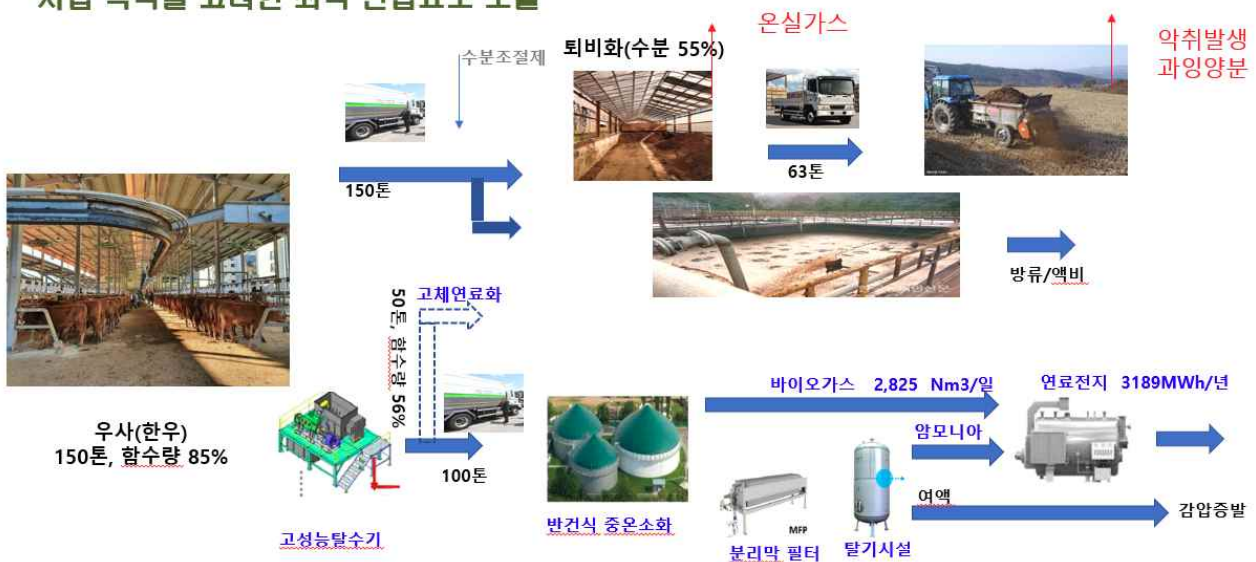 수분조절제
퇴비화(수분 55%)
온실가스
악취발생
과잉양분
150톤
63톤
방류/액비
고체연료화
50톤, 함수량 56%
우사(한우)
150톤, 함수량 85%
100톤
고성능탈수기
반건식 중온소화
바이오가스 2,825 Nm3/일
연료전지 3189MWh/년
암모니아
여액
감압증발
MFP
분리막 필터
탈기시설